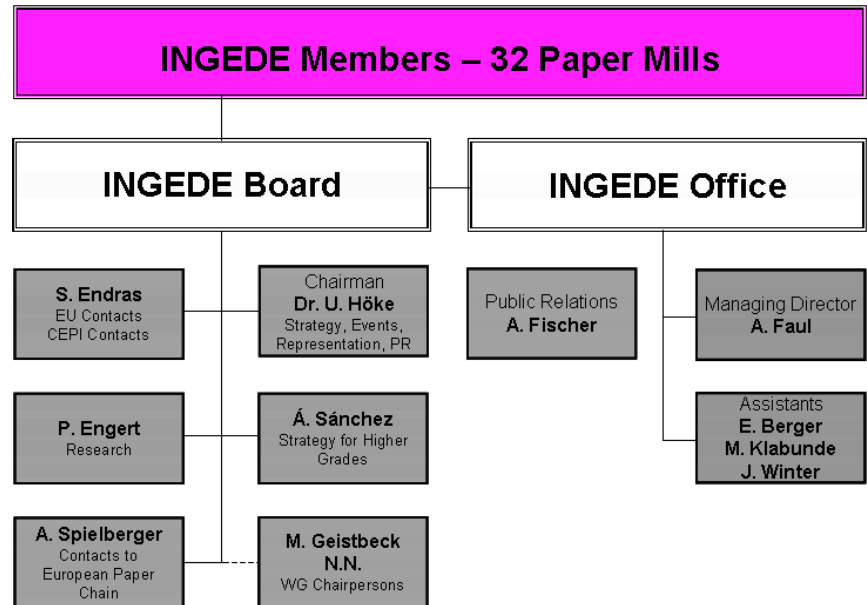 INGEDE Members – 32 Paper Mills
INGEDE Board
INGEDE Office
S. Endras
EU Contacts
CEPI Contacts
Chairman
Dr. U. Höke
Strategy, Events,
Representation, PR
Public Relations
A. Fischer
Managing Director
A. Faul
P. Engert
Research
Á. Sánchez
Strategy for Higher
Grades
Assistants
E. Berger
M. Klabunde
J. Winter
A. Spielberger
Contacts to
European Paper
Chain
M. Geistbeck
N.N.
WG Chairpersons